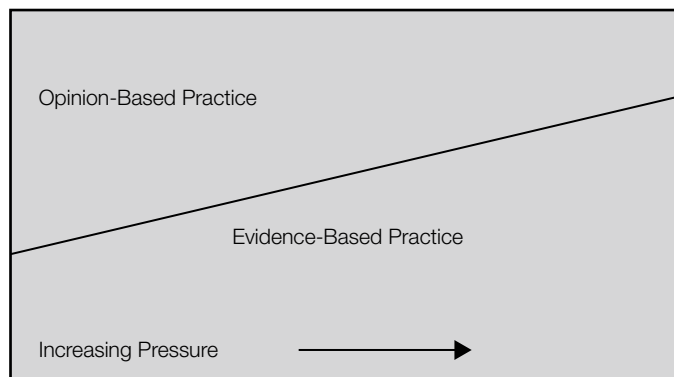 Opinion-Based Practice
Evidence-Based Practice
Increasing Pressure